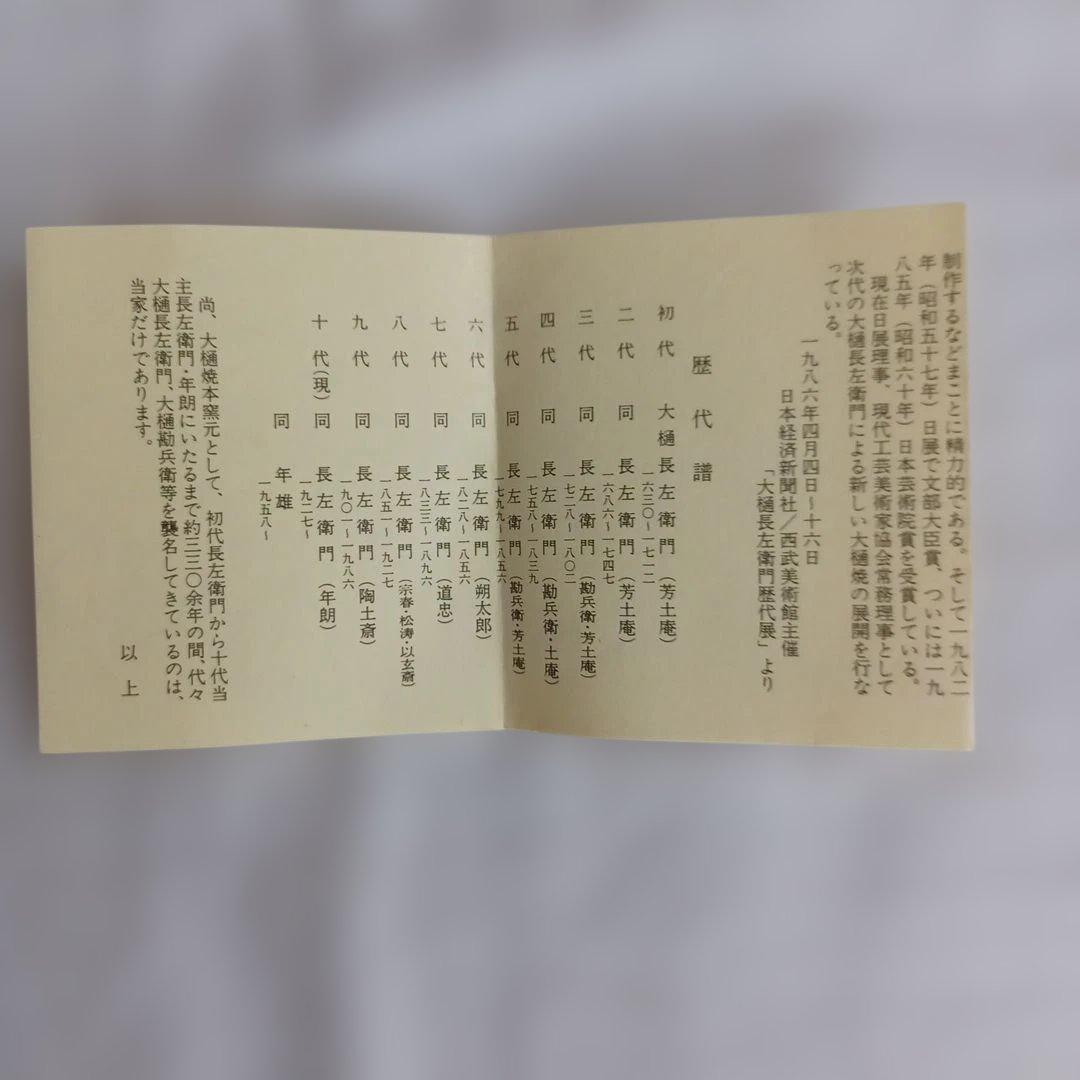 制作するなどまことに精力的である。そして一九八二
年(昭和五十七年)日展で文部大臣賞、ついには一九
八五年(昭和六十年)日本芸術院賞を受賞している。
現在日展理事、現代工芸美術家協会常務理事として
次代の大樋長左衛門による新しい大樋焼の展開を行な
っている。
一九八六年四月四日〜十六日
日本経済新聞社/西武美術館主催
「大樋長左衛門歴代展」より
歴代譜
初代 大樋長左衛門(芳土庵)
一六三〇〜一七一二
二代 同 長左衛門(芳土庵)
一六八六〜一七四七
三代 同 長左衛門(勘兵衛・芳土庵)
一七二八〜一八〇二
四代 同 長左衛門(勘兵衛・土庵)
一七五八〜一八三九
五代 同 長左衛門(勘兵衛・芳土庵)
一七九九〜一八五六
六代 同 長左衛門(朔太郎)
一八二八〜一八五六
七代 同 長左衛門(道忠)
一八三三〜一八九六
八代 同 長左衛門(宗春・松涛・以玄斎)
一八五一〜一九二七
九代 同 長左衛門(陶土斎)
一九〇一〜一九八六
十代(現) 同 長左衛門(年朗)
一九二七〜
同 年雄
一九五八〜
尚、大樋焼本窯元として、初代長左衛門から十代当
主長左衛門・年朗にいたるまで約三三〇余年の間、代々
大樋長左衛門、大樋勘兵衛等を襲名してきているのは、
当家だけであります。
以上